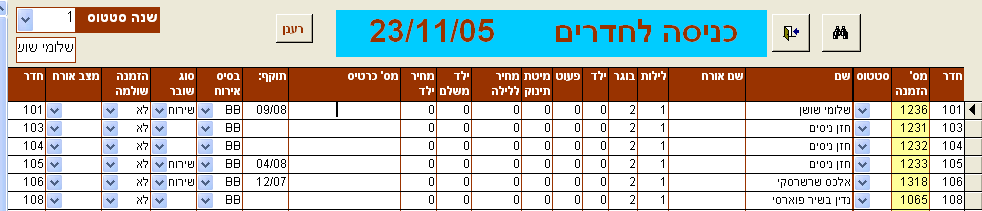 שנה סטטוס 1 רענן כניסה לחדרים 23/11/05
שלומי שוש
חדר מס' הזמנה סטטוס שם שם אורח לילות בוגר ילד פעוט מיטת תינוק מחיר ללילה ילד משלם מחיר ילד מס' כרטיס תוקף: בסיס אירוח סוג שובר הזמנה שולמה מצב אורח חדר
101 1236 שלומי שושן 1 2 0 0 0 0 0 0 09/08 BB שירות לא 101
103 1231 חזן ניסים 1 2 0 0 0 0 0 0 BB לא 103
104 1232 חזן ניסים 1 2 0 0 0 0 0 0 BB לא 104
105 1233 חזן ניסים 1 2 0 0 0 0 0 0 04/08 BB שירות לא 105
106 1318 אלכס שרשרסקי 1 2 0 0 0 0 0 0 12/07 BB שירות לא 106
108 1065 נדין בשיר פוארסי 1 2 0 0 0 0 0 0 BB לא 108